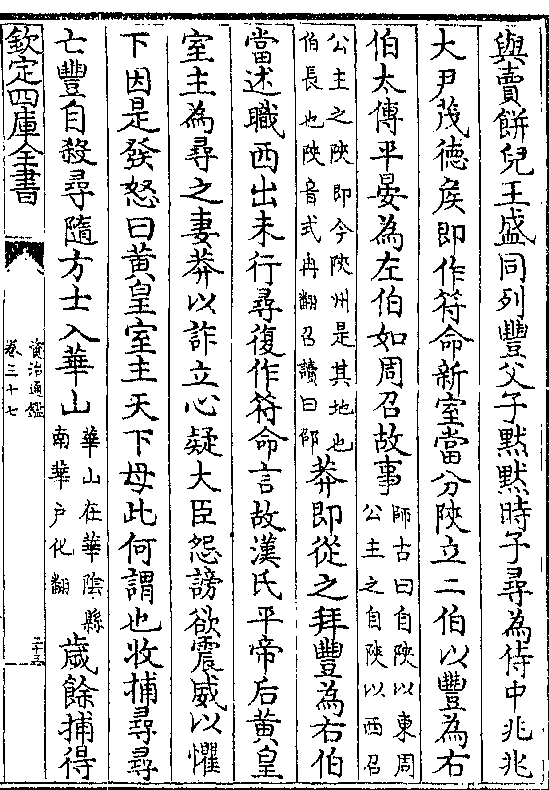 與賣餅兒王盛同列豐父子黙黙時子尋為侍中兆兆
大尹茂德侯即作符命新室當分陜立二伯以豐為右
伯太傅平晏為左伯如周召故事
師古曰自陜以東周
公主之自陜以西召
公主之陜即今陜州是其地也
伯長也陜音式冉翻召讀曰邵
莽即從之拜豐為右伯
當述職西出未行尋復作符命言故漢氏平帝后黄皇
室主為尋之妻莽以詐立心疑大臣怨謗欲震威以懼
下因是發怒曰黄皇室主天下母此何謂也收捕尋尋
亡豐自殺尋隨方士入華山
華山在華陰縣
南華户化翻
歲餘捕得
欽定四庫全書
資治通鑑
卷三十七